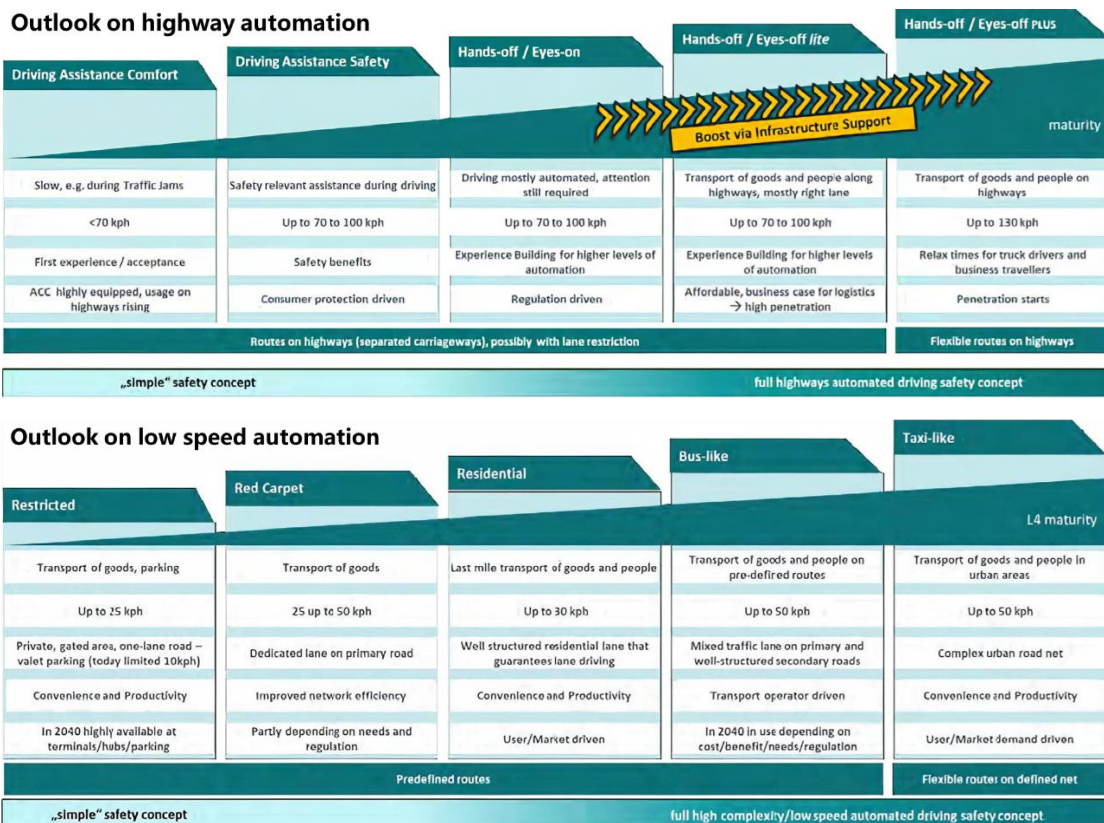 Outlook on highway automation
Driving Assistance Comfort
Driving Assistance Safety
Hands-off / Eyes-on
Hands-off / Eyes-off lite
Hands-off / Eyes-off PLUS
Boost via Infrastructure Support
maturity
Slow, e.g. during Traffic Jams
Safety relevant assistance during driving
Driving mostly automated, attention
still required
Transport of goods and people along
highways, mostly right lane
Transport of goods and people on
highways
<70 kph
Up to 70 to 100 kph
Up to 70 to 100 kph
Up to 70 to 100 kph
Up to 130 kph
First experience / acceptance
Safety benefits
Experience Building for higher levels of
automation
Experience Building for higher levels
of automation
Relax times for truck drivers and
business travellers
ACC highly equipped, usage on
highways rising
Consumer protection driven
Regulation driven
Affordable, business case for logistics
→ high penetration
Penetration starts
Routes on highways (separated carriageways), possibly with lane restriction
Flexible routes on highways
„simple“ safety concept
full highways automated driving safety concept
Outlook on low speed automation
Restricted
Red Carpet
Residential
Bus-like
Taxi-like
L4 maturity
Transport of goods, parking
Transport of goods
Last mile transport of goods and people
Transport of goods and people on
pre-defined routes
Transport of goods and people in
urban areas
Up to 25 kph
25 up to 50 kph
Up to 30 kph
Up to 50 kph
Up to 50 kph
Private, gated area, one-lane road –
valet parking (today limited 10kph)
Dedicated lane on primary road
Well structured residential lane that
guarantees lane driving
Mixed traffic lane on primary and
well-structured secondary roads
Complex urban road net
Convenience and Productivity
Improved network efficiency
Convenience and Productivity
Transport operator driven
Convenience and Productivity
In 2040 highly available at
terminals/hubs/parking
Partly depending on needs and
regulation
User/Market driven
In 2040 in use depending on
cost/benefit/needs/regulation
User/Market demand driven
Predefined routes
Flexible routes on defined net
„simple“ safety concept
full high complexity/low speed automated driving safety concept